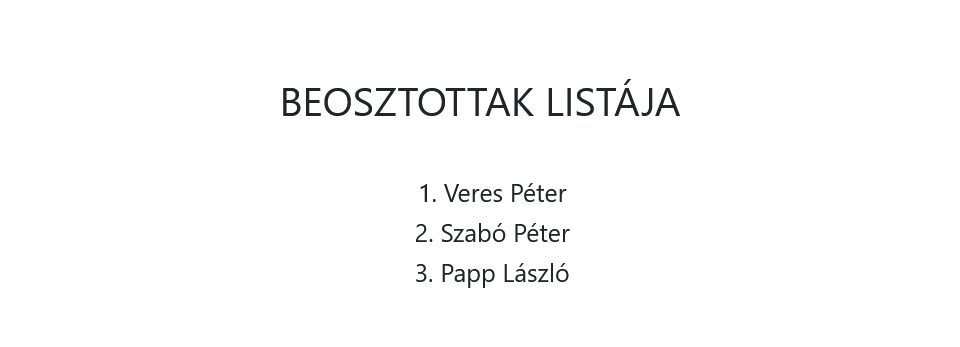 BEOSZTOTTAK LISTÁJA
1. Veres Péter
2. Szabó Péter
3. Papp László